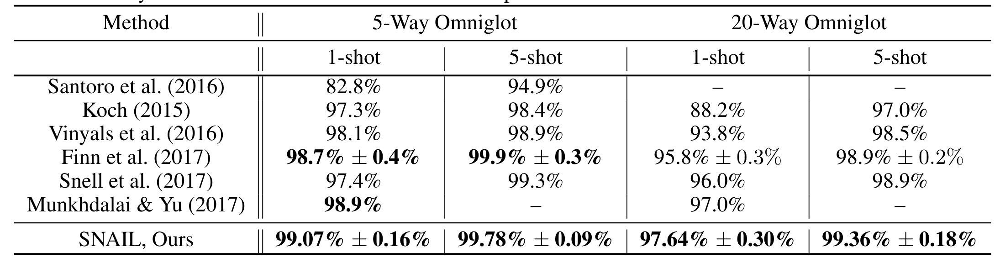 Method 5-Way Omniglot 20-Way Omniglot
1-shot 5-shot 1-shot 5-shot
Santoro et al. (2016) 82.8% 94.9% – –
Koch (2015) 97.3% 98.4% 88.2% 97.0%
Vinyals et al. (2016) 98.1% 98.9% 93.8% 98.5%
Finn et al. (2017) 98.7% ± 0.4% 99.9% ± 0.3% 95.8% ± 0.3% 98.9% ± 0.2%
Snell et al. (2017) 97.4% 99.3% 96.0% 98.9%
Munkhdalai & Yu (2017) 98.9% – 97.0% –
SNAIL, Ours 99.07% ± 0.16% 99.78% ± 0.09% 97.64% ± 0.30% 99.36% ± 0.18%